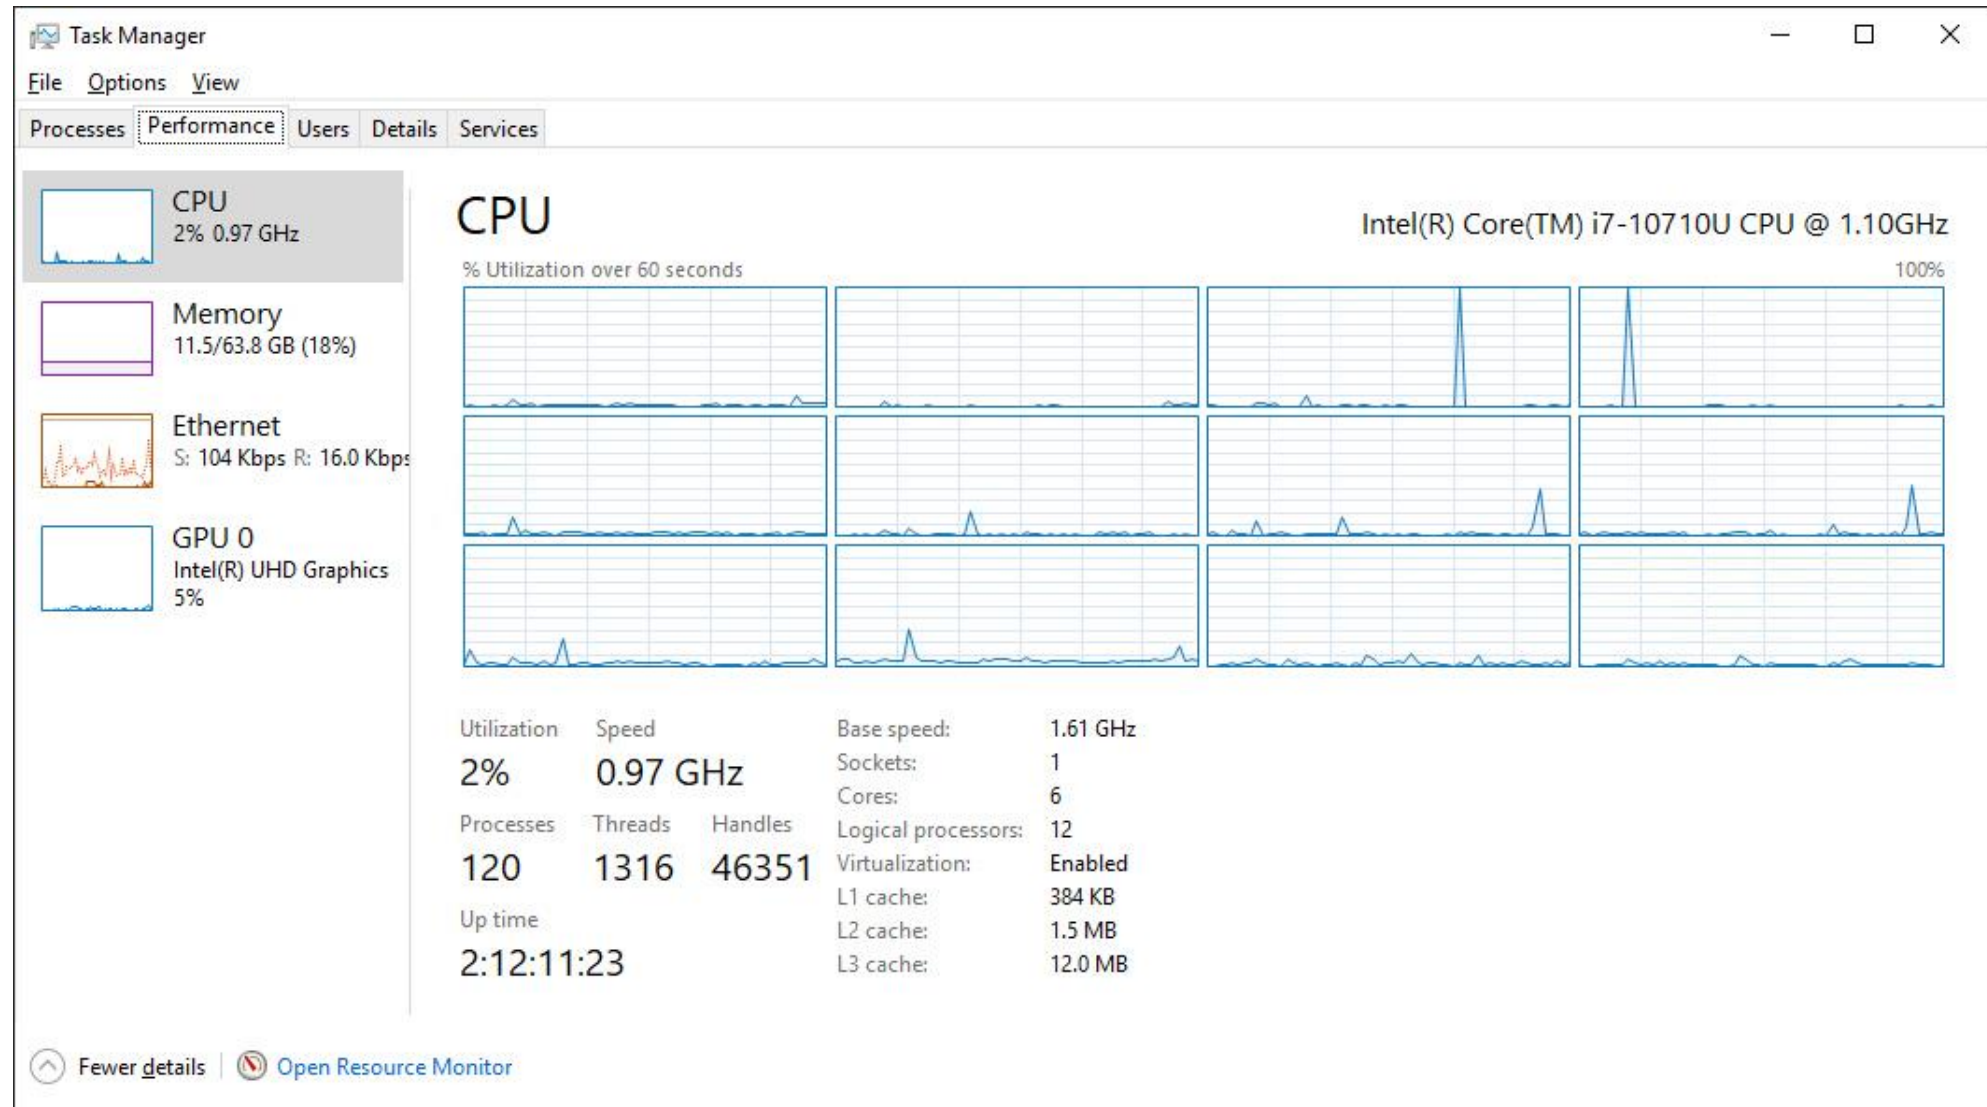 Task Manager
File Options View
Processes Performance Users Details Services
CPU
2% 0.97 GHz
Memory
11.5/63.8 GB (18%)
Ethernet
S: 104 Kbps R: 16.0 Kbps
GPU 0
Intel(R) UHD Graphics
5%
CPU
Intel(R) Core(TM) i7-10710U CPU @ 1.10GHz
% Utilization over 60 seconds
100%
Utilization Speed
2% 0.97 GHz
Processes Threads Handles
120 1316 46351
Up time
2:12:11:23
Base speed: 1.61 GHz
Sockets: 1
Cores: 6
Logical processors: 12
Virtualization: Enabled
L1 cache: 384 KB
L2 cache: 1.5 MB
L3 cache: 12.0 MB
Fewer details
Open Resource Monitor